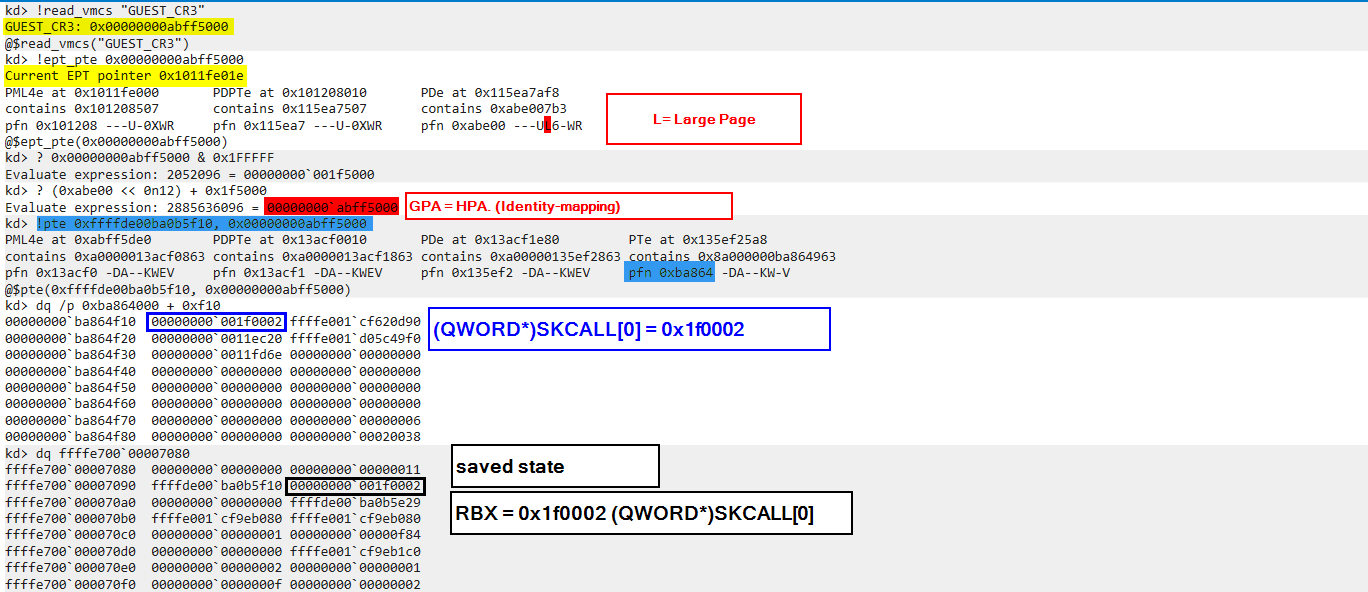 kd> !read_vmcs "GUEST_CR3"
GUEST_CR3: 0x00000000abff5000
@$read_vmcs("GUEST_CR3")
kd> !ept_pte 0x00000000abff5000
Current EPT pointer 0x1011fe01e
PML4e at 0x1011fe000 PDPTe at 0x101208010 PDe at 0x115ea7af8
contains 0x101208507 contains 0x115ea7507 contains 0xabe007b3
pfn 0x101208 ---U-0XWR pfn 0x115ea7 ---U-0XWR pfn 0xabe00 ---UL6-WR
L= Large Page
@$ept_pte(0x00000000abff5000)
kd> ? 0x00000000abff5000 & 0x1FFFFF
Evaluate expression: 2052096 = 00000000`001f5000
kd> ? (0xabe00 << 0n12) + 0x1f5000
Evaluate expression: 2885636096 = 00000000`abff5000 GPA = HPA. (Identity-mapping)
kd> !pte 0xffffde00ba0b5f10, 0x00000000abff5000
PML4e at 0xabff5de0 PDPTe at 0x13acf0010 PDe at 0x13acf1e80 PTe at 0x135ef25a8
contains 0xa0000013acf0863 contains 0xa0000013acf1863 contains 0xa00000135ef2863 contains 0x8a000000ba864963
pfn 0x13acf0 -DA--KWEV pfn 0x13acf1 -DA--KWEV pfn 0x135ef2 -DA--KWEV pfn 0xba864 -DA--KW-V
@$pte(0xffffde00ba0b5f10, 0x00000000abff5000)
kd> dq /p 0xba864000 + 0xf10
00000000`ba864f10 00000000`001f0002 ffffe001`cf620d90
(QWORD*)SKCALL[0] = 0x1f0002
00000000`ba864f20 00000000`0011ec20 ffffe001`d05c49f0
00000000`ba864f30 00000000`0011fd6e 00000000`00000000
00000000`ba864f40 00000000`00000000 00000000`00000000
00000000`ba864f50 00000000`00000000 00000000`00000000
00000000`ba864f60 00000000`00000000 00000000`00000000
00000000`ba864f70 00000000`00000000 00000000`00000006
00000000`ba864f80 00000000`00000000 00000000`00020038
kd> dq ffffe700`00007080
ffffe700`00007080 00000000`00000000 00000000`00000011
saved state
ffffe700`00007090 ffffde00`ba0b5f10 00000000`001f0002
ffffe700`000070a0 00000000`00000000 ffffde00`ba0b5e29
ffffe700`000070b0 ffffe001`cf9eb080 ffffe001`cf9eb080
RBX = 0x1f0002 (QWORD*)SKCALL[0]
ffffe700`000070c0 00000000`00000001 00000000`00000f84
ffffe700`000070d0 00000000`00000000 ffffe001`cf9eb1c0
ffffe700`000070e0 00000000`00000002 00000000`00000001
ffffe700`000070f0 00000000`0000000f 00000000`00000002